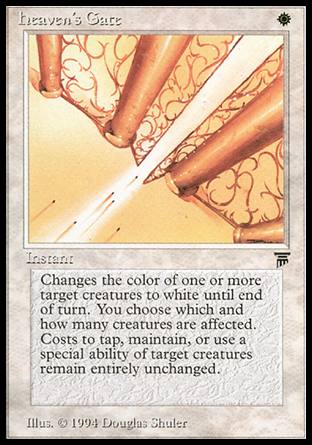 Heaven's Gate
Instant
Changes the color of one or more
target creatures to white until end
of turn. You choose which and
how many creatures are affected.
Costs to tap, maintain, or use a
special ability of target creatures
remain entirely unchanged.
Illus. © 1994 Douglas Shuler